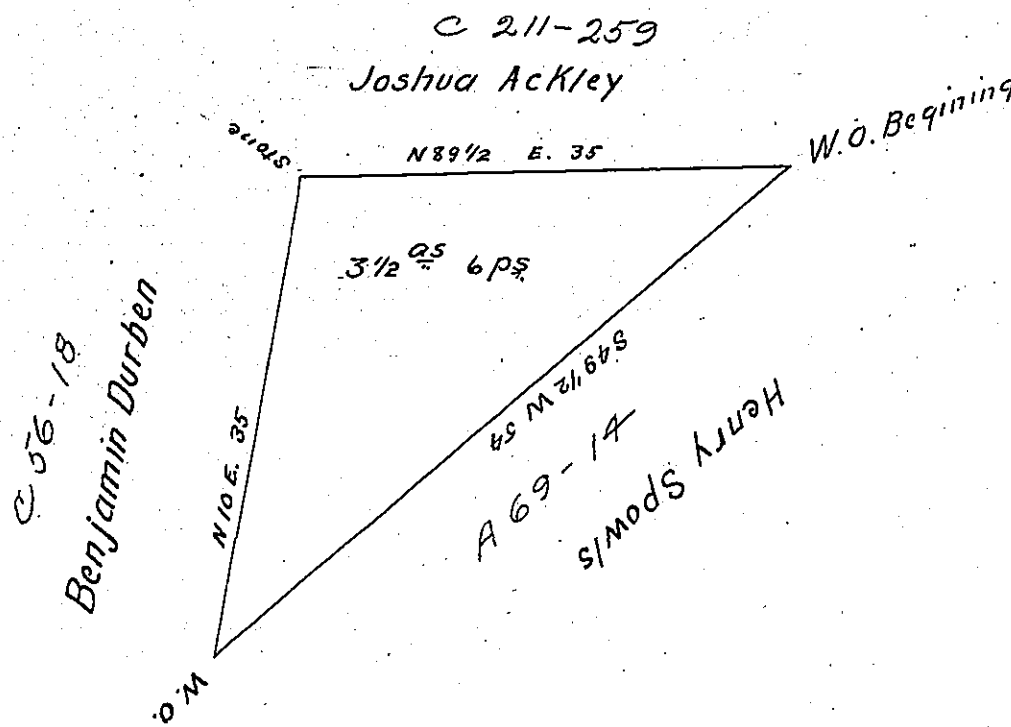 C 211-259
Joshua Ackley
W.O. Begining
Stoine
N 89 1/2 E. 35
3 1/2 as 6 ps
C 56-18
Benjamin Durben
N 10 E. 35
S 49 1/2 W 54
A 69-14
Henry Spowls
W.O.